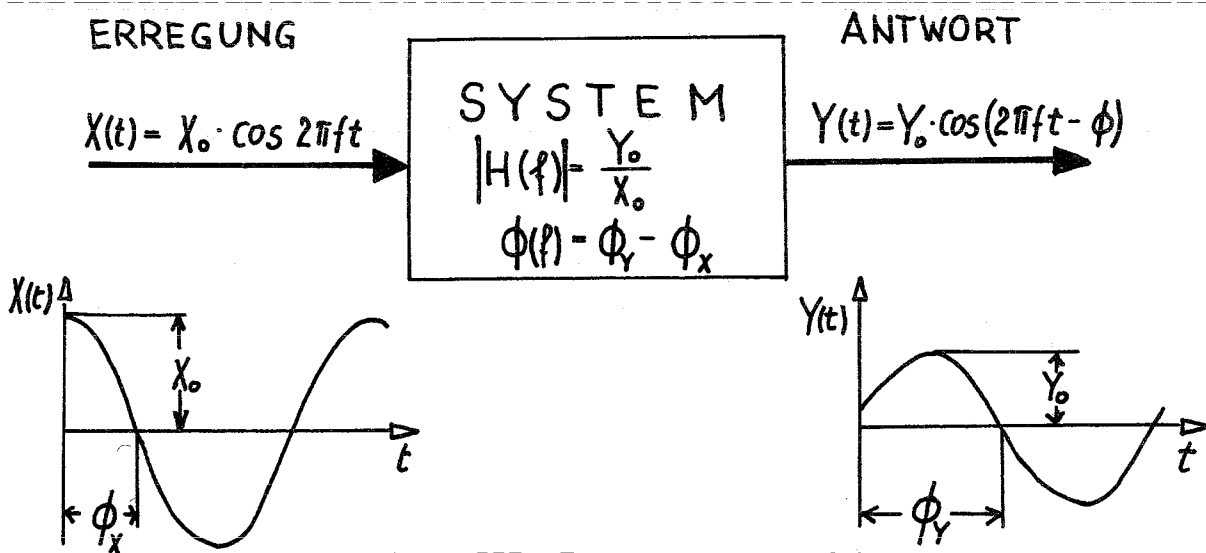 ERREGUNG
ANTWORT
SYSTEM
X(t) = X₀ · cos 2πft
|H(f)| = Y₀/X₀
ϕ(f) = ϕY - ϕX
Y(t) = Y₀ · cos(2πft - ϕ)
X(t)
X₀
t
ϕX
Y(t)
Y₀
t
ϕY